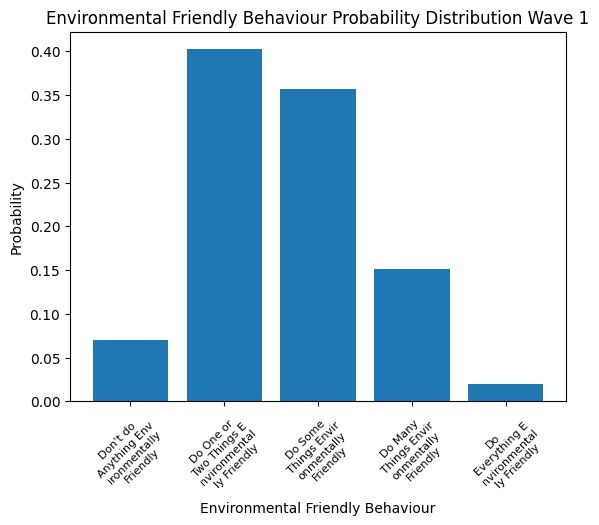 Environmental Friendly Behaviour Probability Distribution Wave 1
Probability
0.40
0.35
0.30
0.25
0.20
0.15
0.10
0.05
0.00
Don't do
Anything Env
ironmentally
Friendly
Do One or
Two Things E
nvironmental
ly Friendly
Do Some
Things Envir
onmentally
Friendly
Do Many
Things Envir
onmentally
Friendly
Do
Everything E
nvironmental
ly Friendly
Environmental Friendly Behaviour